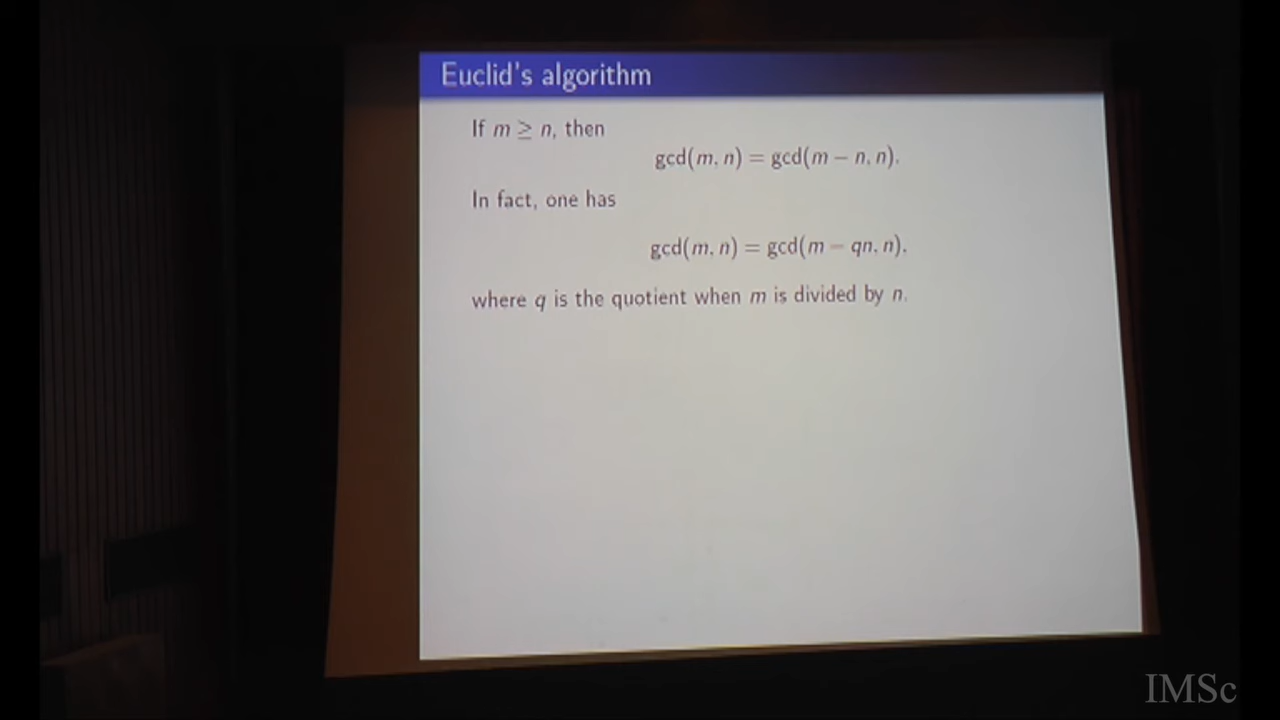 Euclid's algorithm
If m ≥ n, then
gcd(m, n) = gcd(m − n, n).
In fact, one has
gcd(m, n) = gcd(m − qn, n).
where q is the quotient when m is divided by n.
IMSc